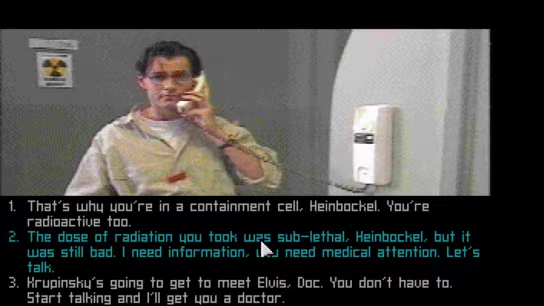 1. That's why you're in a containment cell, Heinbockel. You're
radioactive too.
2. The dose of radiation you took was sub-lethal, Heinbockel, but it
was still bad. I need information, you need medical attention. Let's
talk.
3. Krupinsky's going to get to meet Elvis, Doc. You don't have to.
Start talking and I'll get you a doctor.